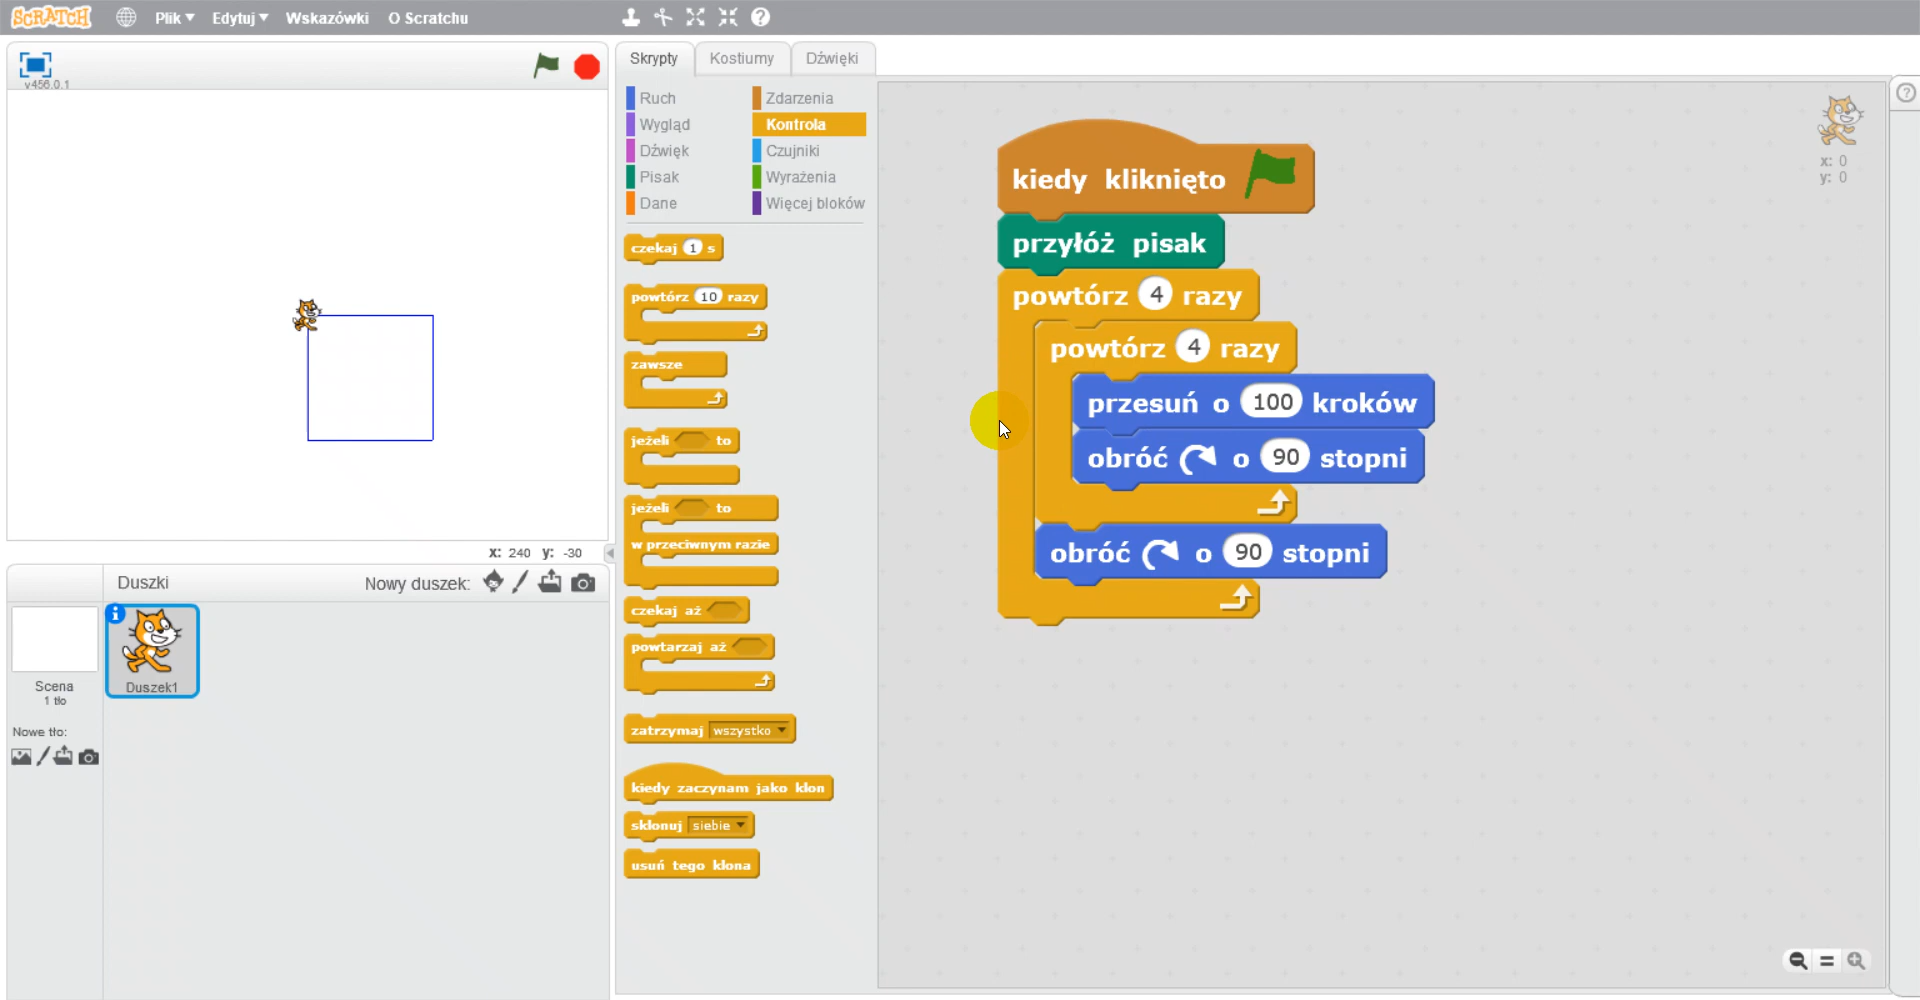 SCRATCH
Plik
Edytuj
Wskazówki
O Scratchu
v456.0.1
x: 240 y: -30
Duszki
Nowy duszek:
Scena
1 tło
Nowe tło:
Duszek1
Skrypty
Kostiumy
Dźwięki
Ruch
Wygląd
Dźwięk
Pisak
Dane
Zdarzenia
Kontrola
Czujniki
Wyrażenia
Więcej bloków
czekaj 1 s
powtórz 10 razy
zawsze
jeżeli to
jeżeli to
w przeciwnym razie
czekaj aż
powtarzaj aż
zatrzymaj wszystko
kiedy zaczynam jako klon
sklonuj siebie
usuń tego klona
kiedy kliknięto
przyłóż pisak
powtórz 4 razy
powtórz 4 razy
przesuń o 100 kroków
obróć o 90 stopni
obróć o 90 stopni
x: 0
y: 0